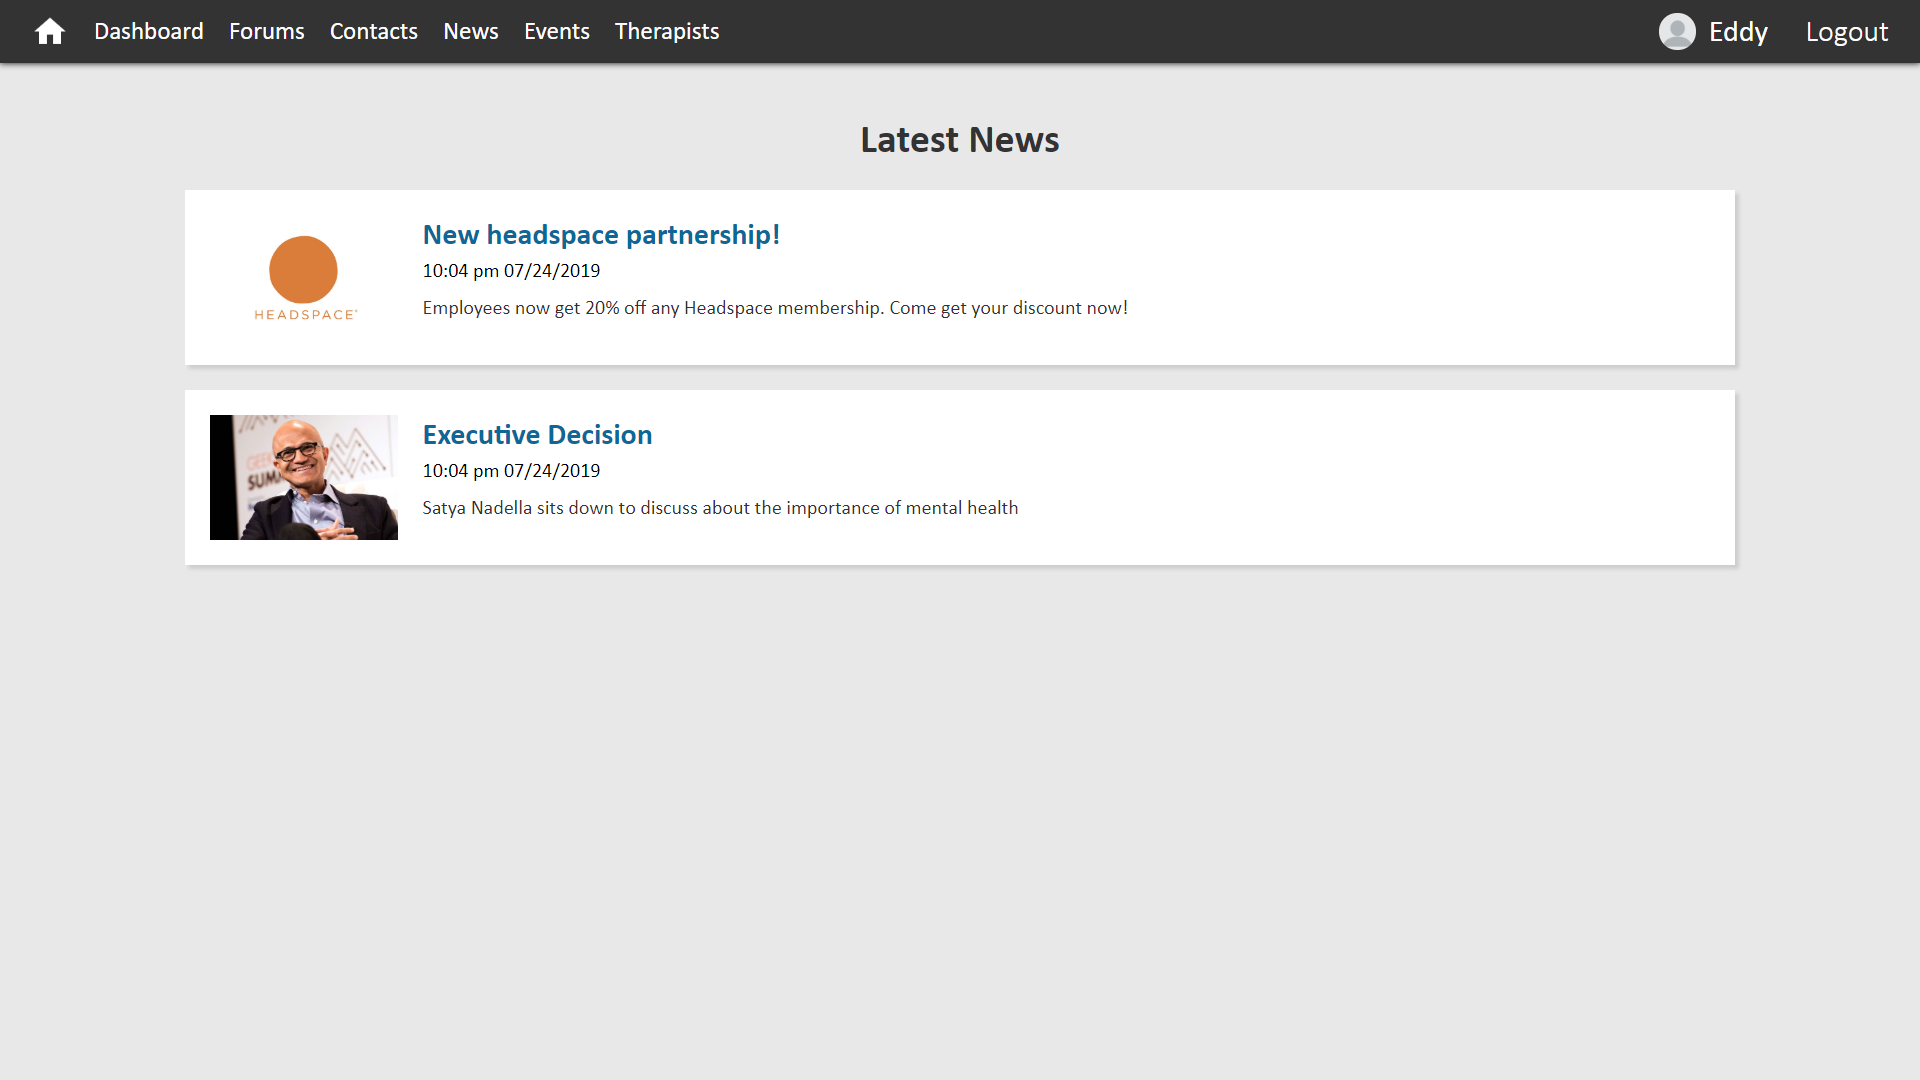 Dashboard Forums Contacts News Events Therapists Eddy Logout
Latest News
New headspace partnership!
10:04 pm 07/24/2019
Employees now get 20% off any Headspace membership. Come get your discount now!
HEADSPACE
Executive Decision
10:04 pm 07/24/2019
Satya Nadella sits down to discuss about the importance of mental health